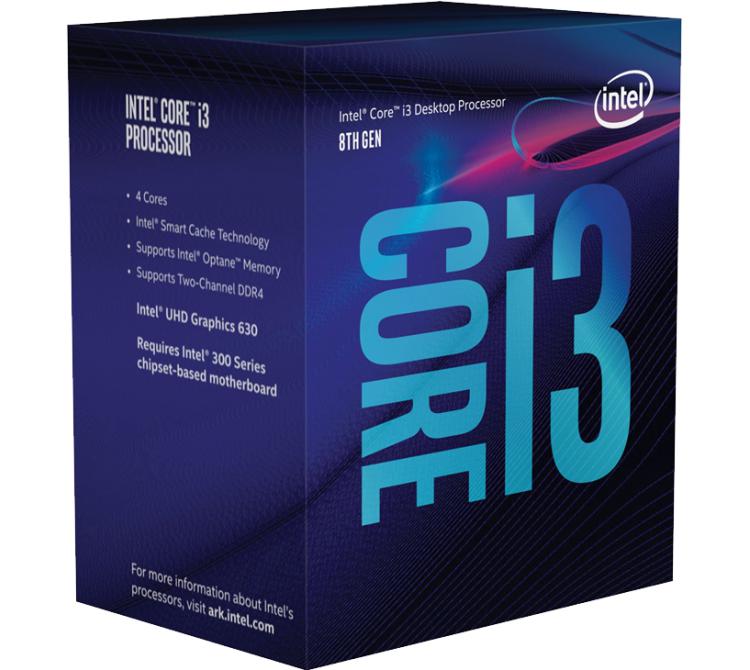 INTEL® CORE™ i3
PROCESSOR
• 4 Cores
• Intel® Smart Cache Technology
• Supports Intel® Optane™ Memory
• Supports Two-Channel DDR4
Intel® UHD Graphics 630
Requires Intel® 300 Series
chipset-based motherboard
For more information about Intel's
processors, visit ark.intel.com
Intel® Core™ i3 Desktop Processor
8TH GEN
intel®
CORE i3